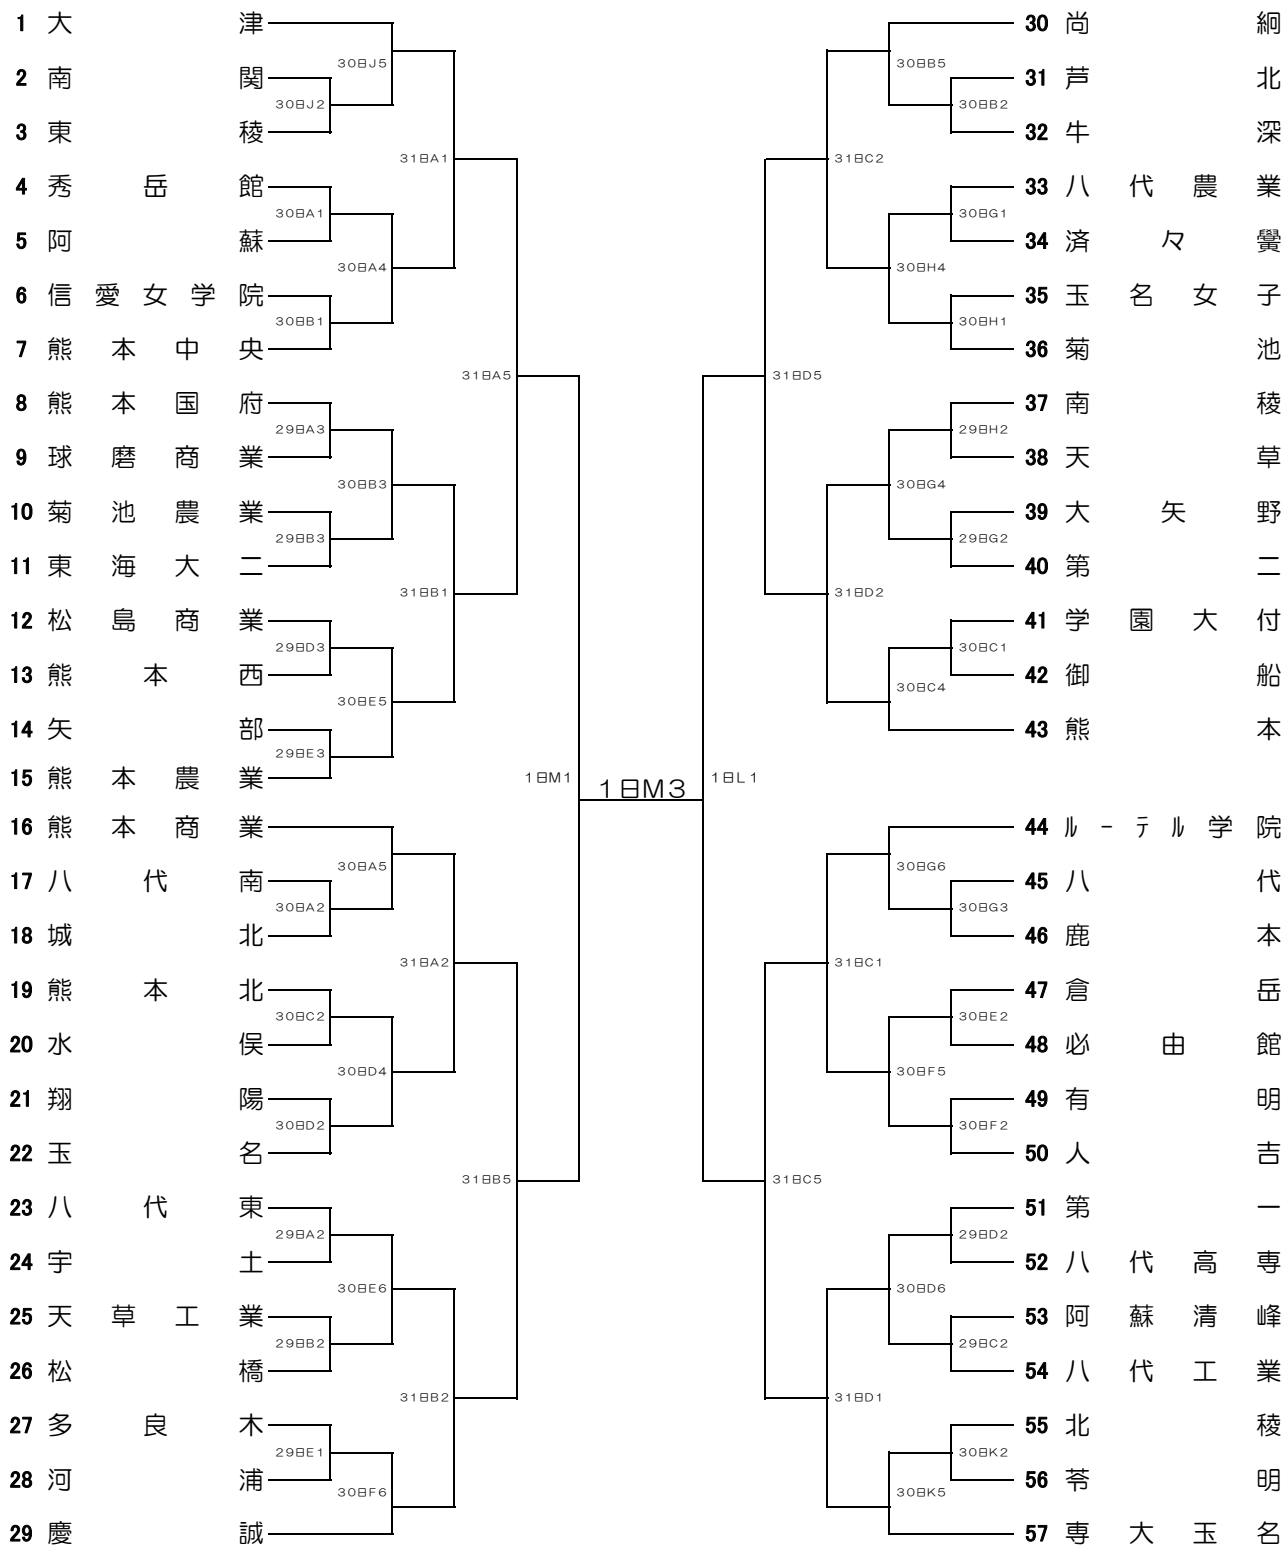 1 大津
30日J5
2 南関
30日J2
3 東稜
31日A1
4 秀岳館
30日A1
5 阿蘇
30日A4
6 信愛女学院
30日B1
7 熊本中央
31日A5
8 熊本国府
29日A3
9 球磨商業
30日B3
10 菊池農業
29日B3
11 東海大二
31日B1
12 松島商業
29日D3
13 熊本西
30日E5
14 矢部
29日E3
15 熊本農業
1日M1
16 熊本商業
30日A5
17 八代南
30日A2
18 城北
31日A2
19 熊本北
30日C2
20 水俣
30日D4
21 翔陽
30日D2
22 玉名
31日B5
23 八代東
29日A2
24 宇土
30日E6
25 天草工業
29日B2
26 松橋
31日B2
27 多良木
29日E1
28 河浦
30日F6
29 慶誠
1日M3
30 尚絅
30日B5
31 芦北
30日B2
32 牛深
31日C2
33 八代農業
30日G1
34 済々黌
30日H4
35 玉名女子
30日H1
36 菊池
31日D5
37 南稜
29日H2
38 天草
30日G4
39 大矢野
29日G2
40 第二
31日D2
41 学園大付
30日C1
42 御船
30日C4
43 熊本
1日L1
44 ﾙｰﾃﾙ学院
30日G6
45 八代
30日G3
46 鹿本
31日C1
47 倉岳
30日E2
48 必由館
30日F5
49 有明
30日F2
50 人吉
31日C5
51 第一
29日D2
52 八代高専
30日D6
53 阿蘇清峰
29日C2
54 八代工業
31日D1
55 北稜
30日K2
56 苓明
30日K5
57 専大玉名